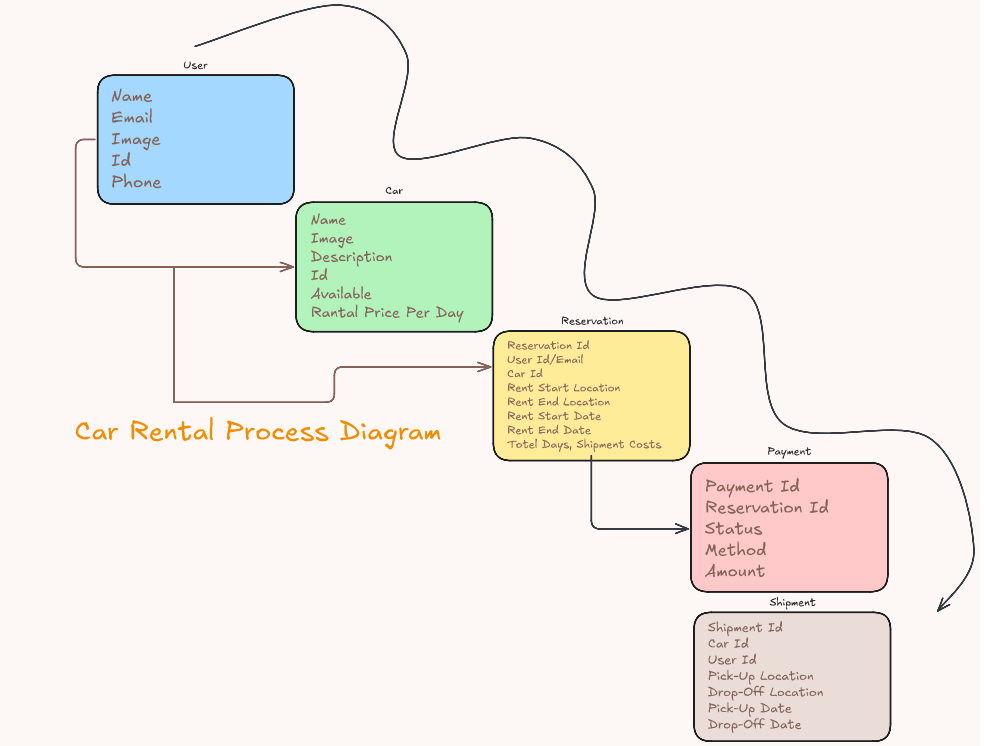 User
Name
Email
Image
Id
Phone
Car
Name
Image
Description
Id
Available
Rantal Price Per Day
Reservation
Reservation Id
User Id/Email
Car Id
Rent Start Location
Rent End Location
Rent Start Date
Rent End Date
Totel Days, Shipment Costs
Car Rental Process Diagram
Payment
Payment Id
Reservation Id
Status
Method
Amount
Shipment
Shipment Id
Car Id
User Id
Pick-Up Location
Drop-Off Location
Pick-Up Date
Drop-Off Date